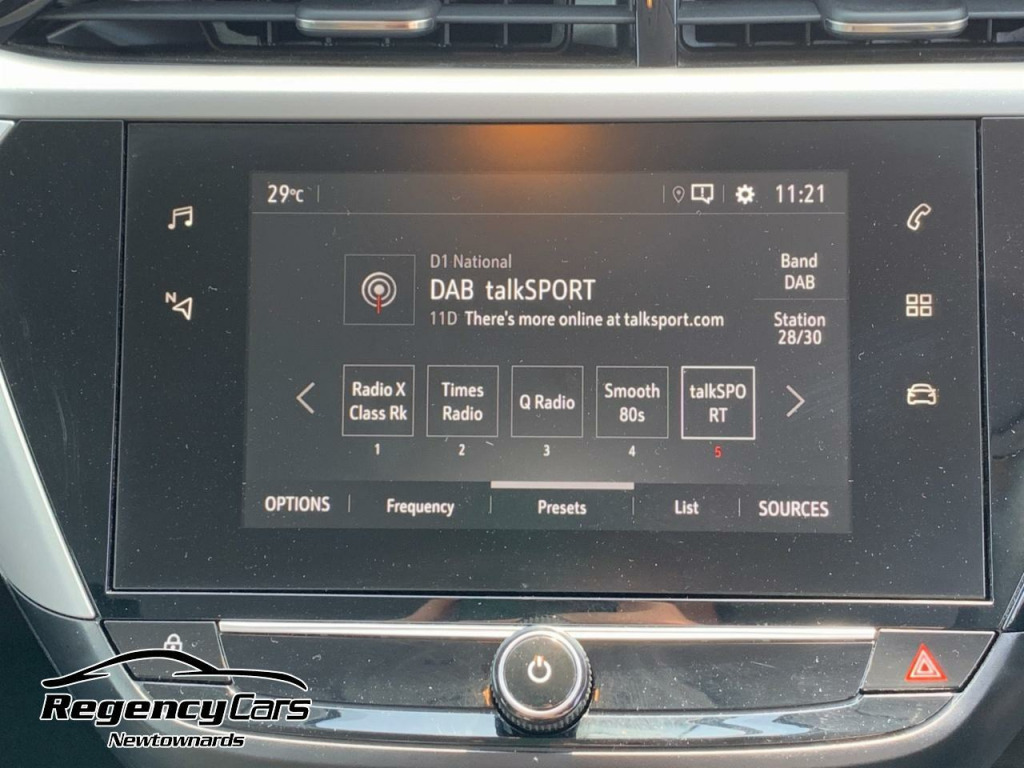 29°C
11:21
N
D1 National
DAB talkSPORT
11D There's more online at talksport.com
Band
DAB
Station
28/30
Radio X
Class Rk
Times
Radio
Q Radio
Smooth
80s
talkSPO
RT
1 2 3 4 5
OPTIONS Frequency Presets List SOURCES
RegencyCars
Newtownards